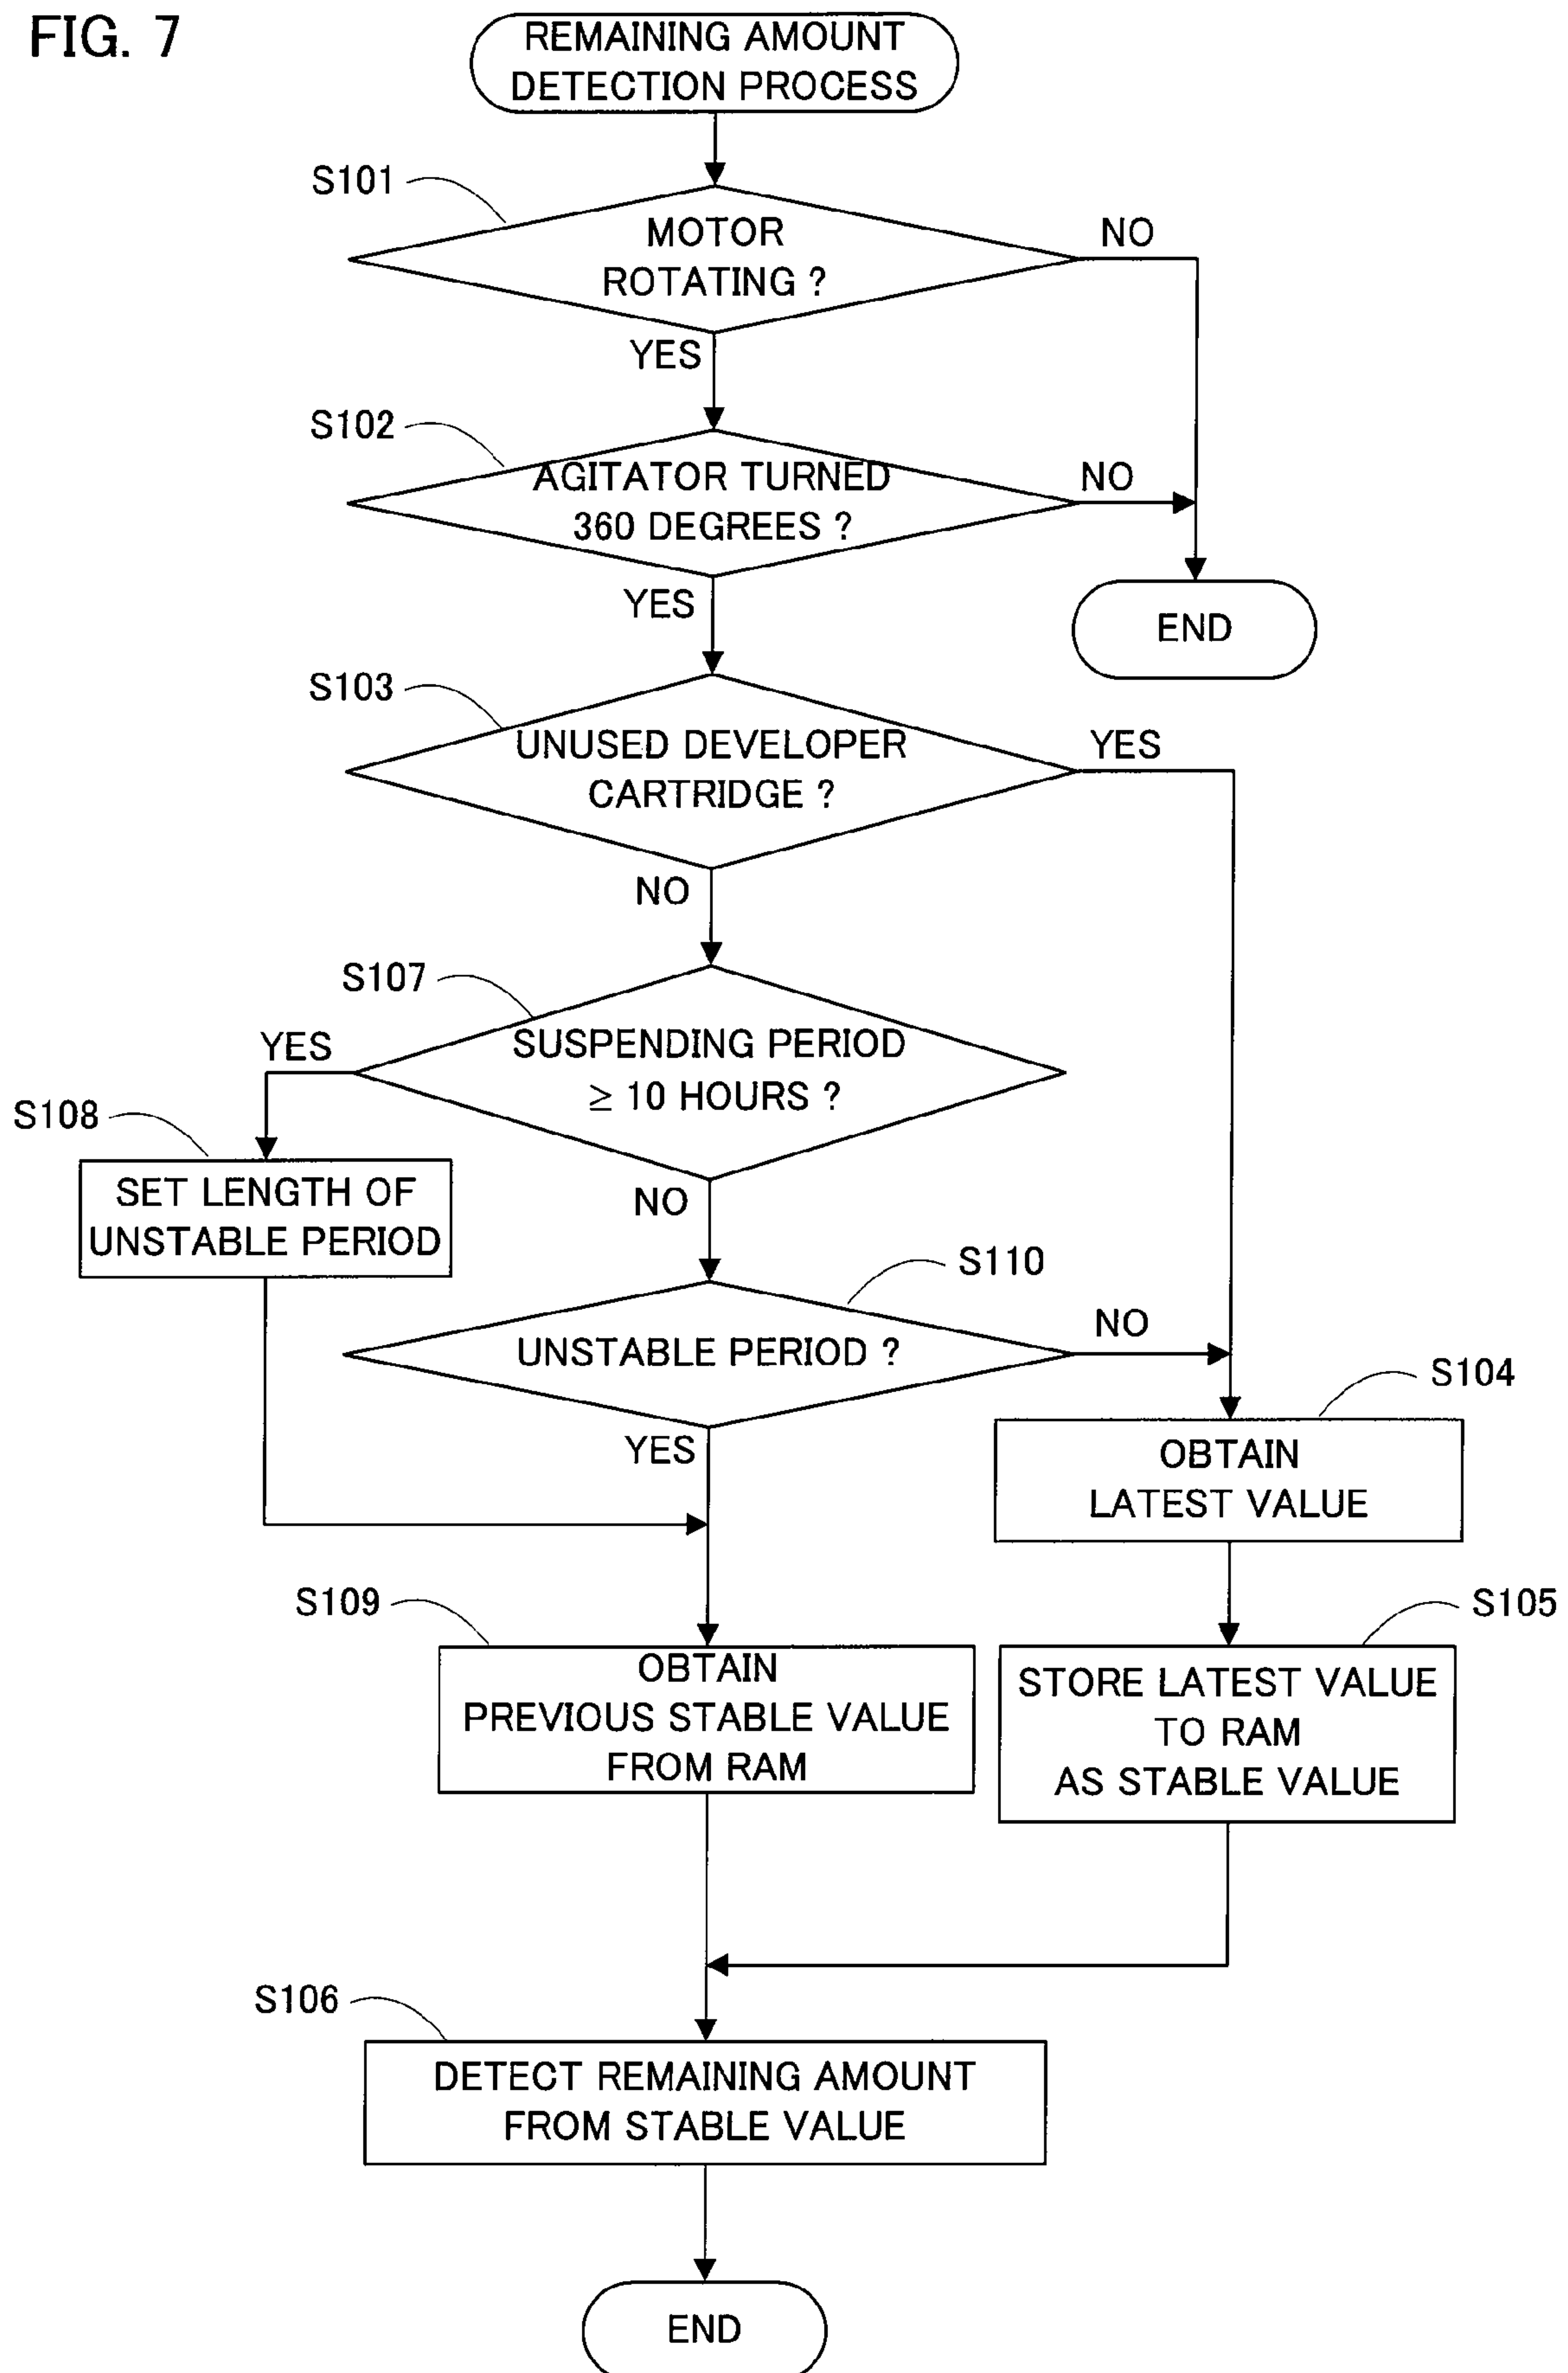 FIG. 7
REMAINING AMOUNT
DETECTION PROCESS
S101
MOTOR
ROTATING ?
NO
YES
S102
AGITATOR TURNED
360 DEGREES ?
NO
YES
END
S103
UNUSED DEVELOPER
CARTRIDGE ?
YES
NO
S107
SUSPENDING PERIOD
≥ 10 HOURS ?
YES
NO
S108
SET LENGTH OF
UNSTABLE PERIOD
S110
UNSTABLE PERIOD ?
NO
YES
S104
OBTAIN
LATEST VALUE
S109
OBTAIN
PREVIOUS STABLE VALUE
FROM RAM
S105
STORE LATEST VALUE
TO RAM
AS STABLE VALUE
S106
DETECT REMAINING AMOUNT
FROM STABLE VALUE
END